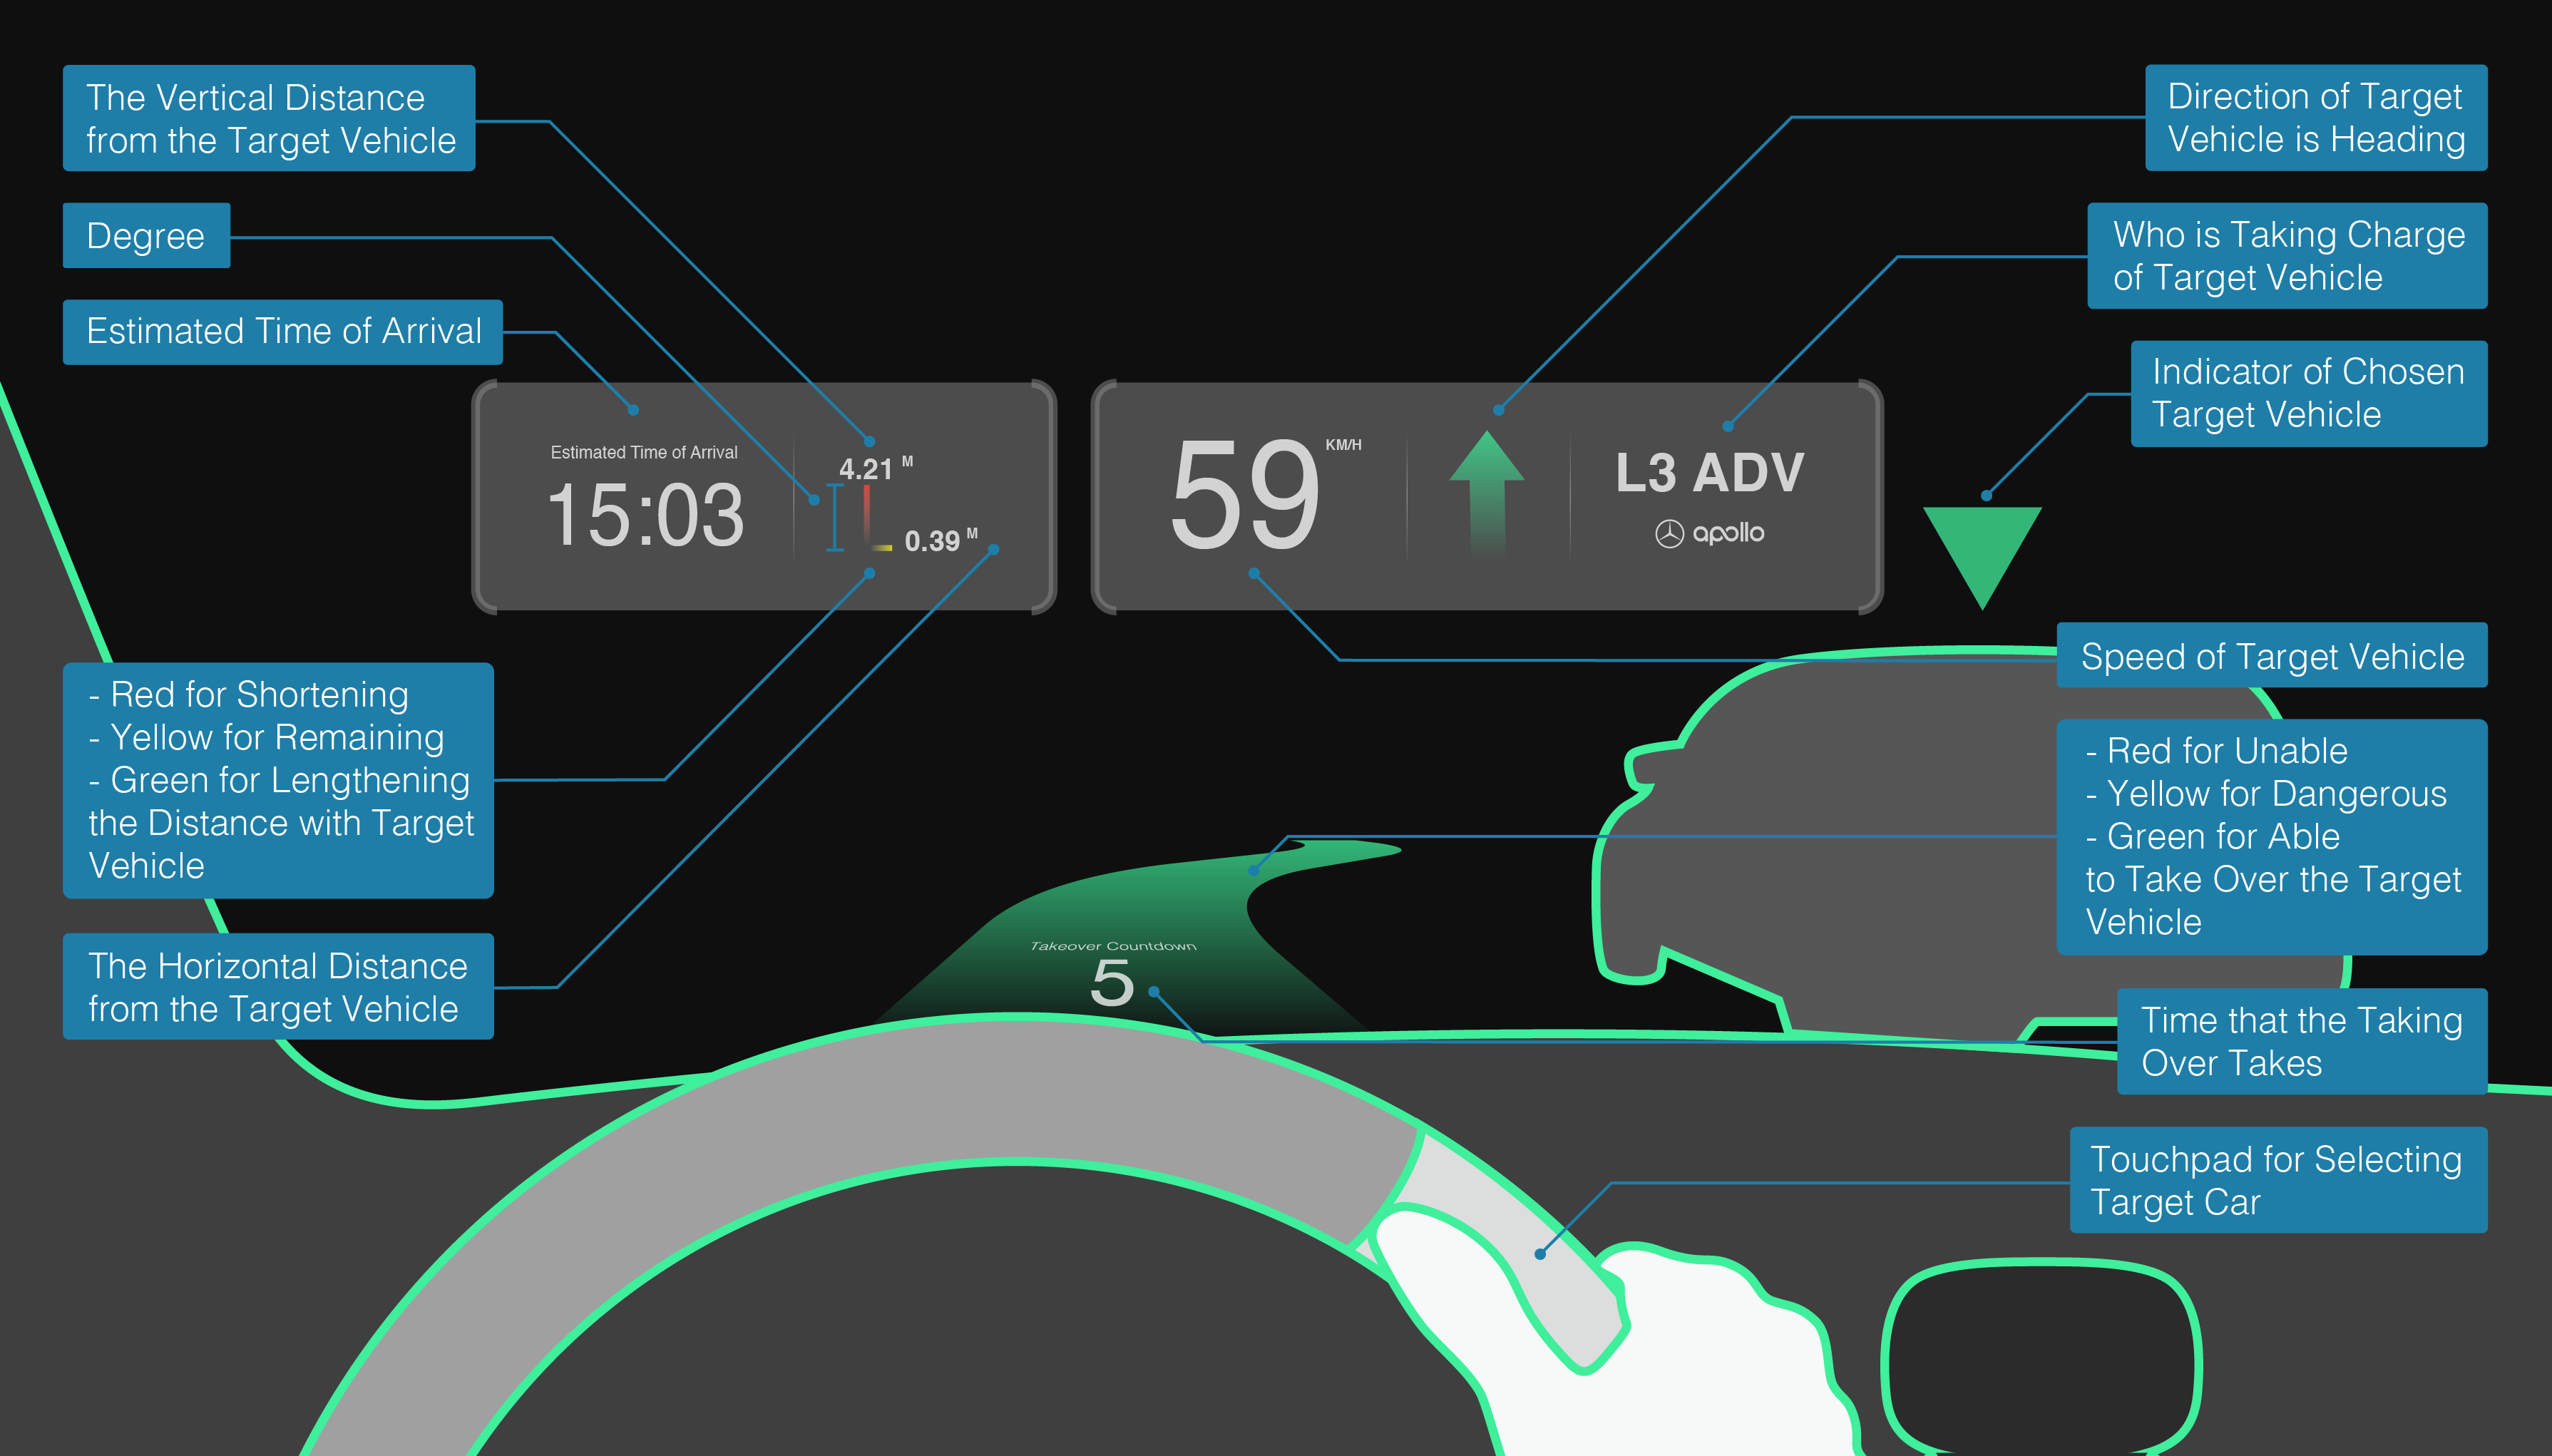 The Vertical Distance
from the Target Vehicle
Degree
Estimated Time of Arrival
Estimated Time of Arrival
15:03
4.21 M
0.39 M
- Red for Shortening
- Yellow for Remaining
- Green for Lengthening
the Distance with Target
Vehicle
The Horizontal Distance
from the Target Vehicle
59 KM/H
L3 ADV
apollo
Takeover Countdown
5
Direction of Target
Vehicle is Heading
Who is Taking Charge
of Target Vehicle
Indicator of Chosen
Target Vehicle
Speed of Target Vehicle
- Red for Unable
- Yellow for Dangerous
- Green for Able
to Take Over the Target
Vehicle
Time that the Taking
Over Takes
Touchpad for Selecting
Target Car